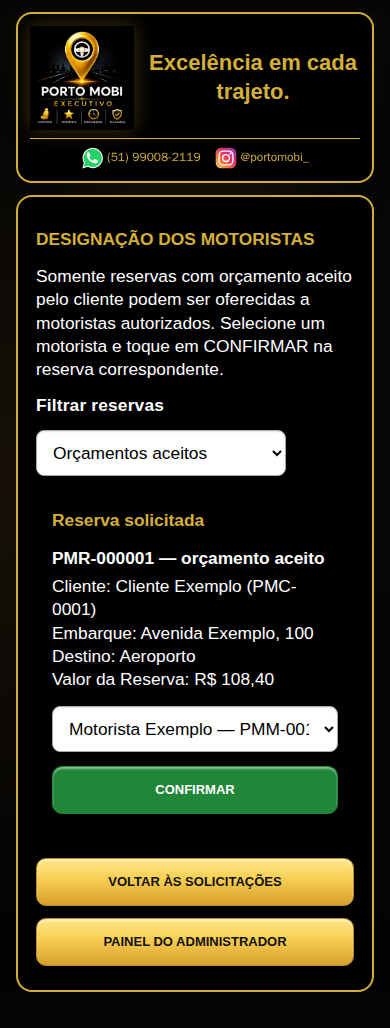 PORTO MOBI
EXECUTIVO
Excelência em cada
trajeto.
(51) 99008-2119
@portomobi_
DESIGNAÇÃO DOS MOTORISTAS
Somente reservas com orçamento aceito
pelo cliente podem ser oferecidas a
motoristas autorizados. Selecione um
motorista e toque em CONFIRMAR na
reserva correspondente.
Filtrar reservas
Orçamentos aceitos
Reserva solicitada
PMR-000001 — orçamento aceito
Cliente: Cliente Exemplo (PMC-
0001)
Embarque: Avenida Exemplo, 100
Destino: Aeroporto
Valor da Reserva: R$ 108,40
Motorista Exemplo — PMM-001
CONFIRMAR
VOLTAR ÀS SOLICITAÇÕES
PAINEL DO ADMINISTRADOR